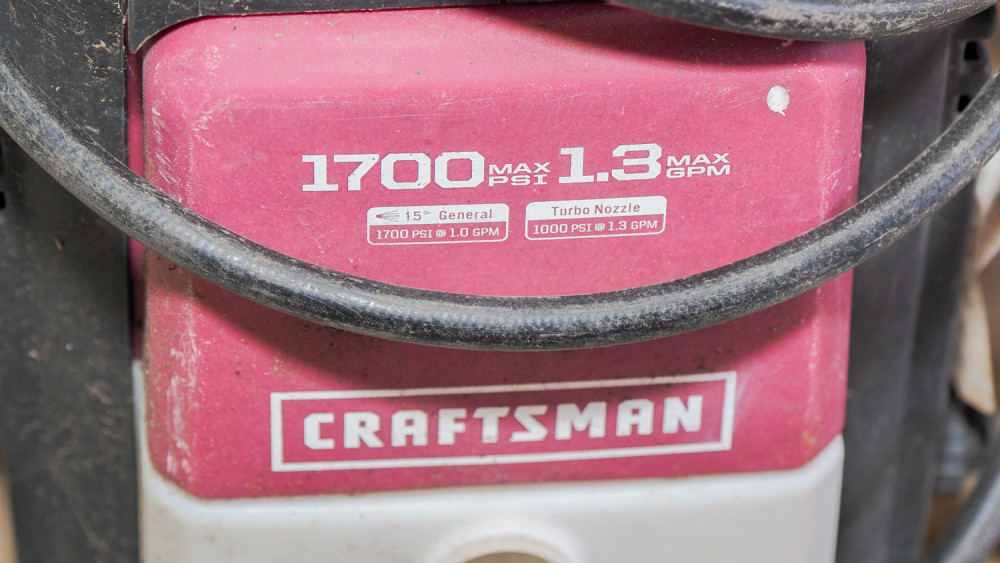 1700 MAX PSI 1.3 MAX GPM
15° General
1700 PSI @ 1.0 GPM
Turbo Nozzle
1000 PSI @ 1.3 GPM
CRAFTSMAN